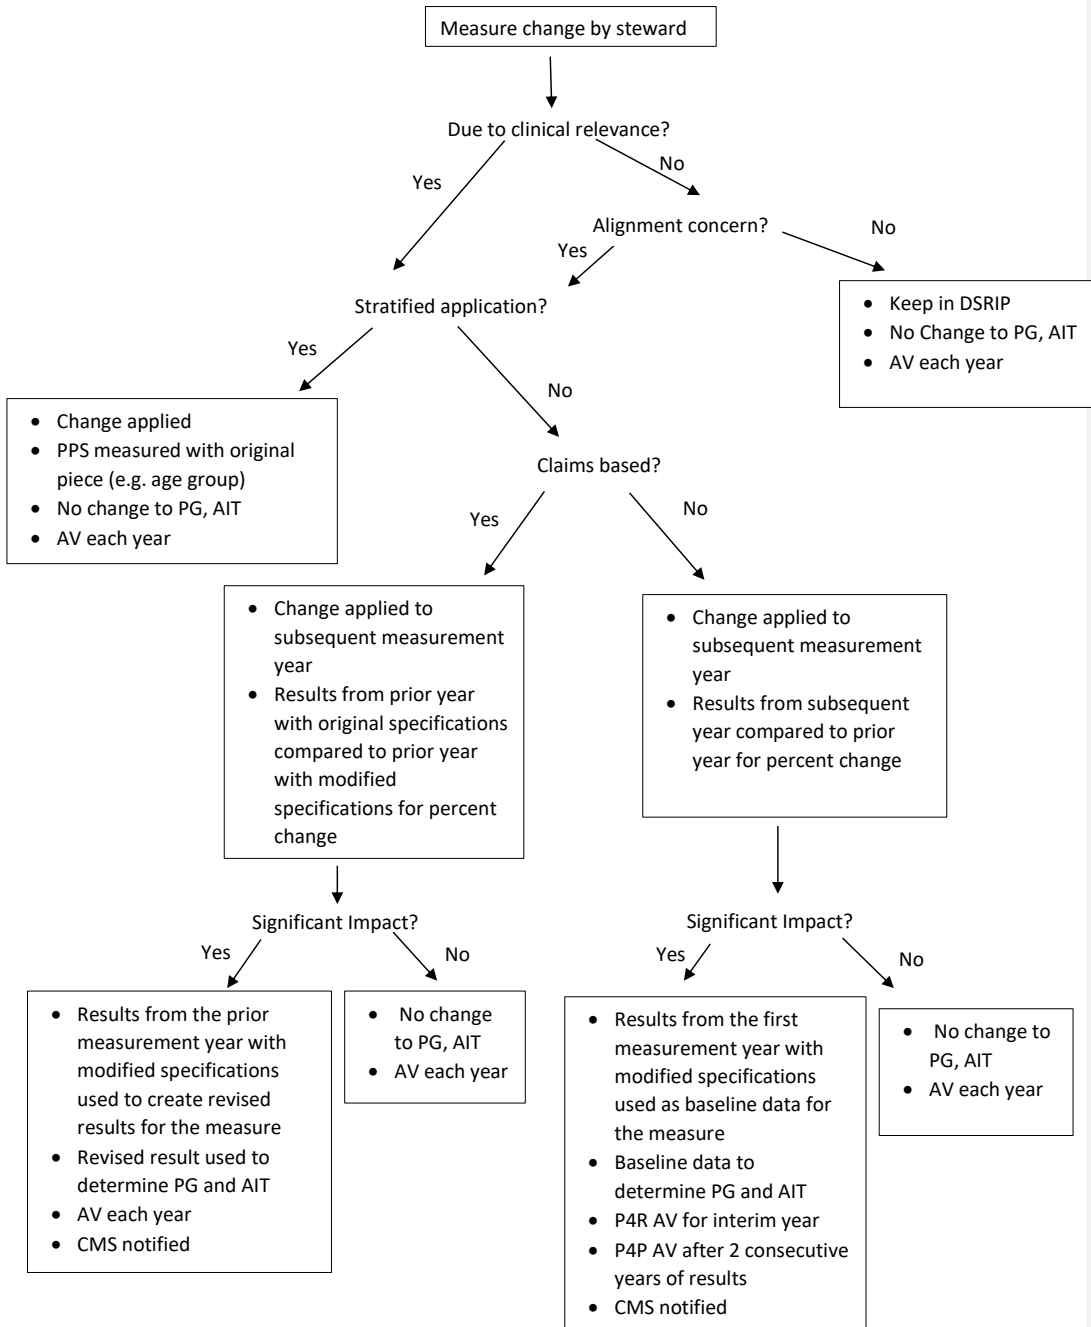 Measure change by steward
Due to clinical relevance?
Yes
No
Alignment concern?
Yes
No
Stratified application?
• Keep in DSRIP
• No Change to PG, AIT
• AV each year
Yes
No
• Change applied
• PPS measured with original
piece (e.g. age group)
• No change to PG, AIT
• AV each year
Claims based?
Yes
No
• Change applied to
subsequent measurement
year
• Results from prior year
with original specifications
compared to prior year
with modified
specifications for percent
change
• Change applied to
subsequent measurement
year
• Results from subsequent
year compared to prior
year for percent change
Significant Impact?
Yes
No
Significant Impact?
Yes
No
• Results from the prior
measurement year with
modified specifications
used to create revised
results for the measure
• Revised result used to
determine PG and AIT
• AV each year
• CMS notified
• No change
to PG, AIT
• AV each year
• Results from the first
measurement year with
modified specifications
used as baseline data for
the measure
• Baseline data to
determine PG and AIT
• P4R AV for interim year
• P4P AV after 2 consecutive
years of results
• CMS notified
• No change to
PG, AIT
• AV each year